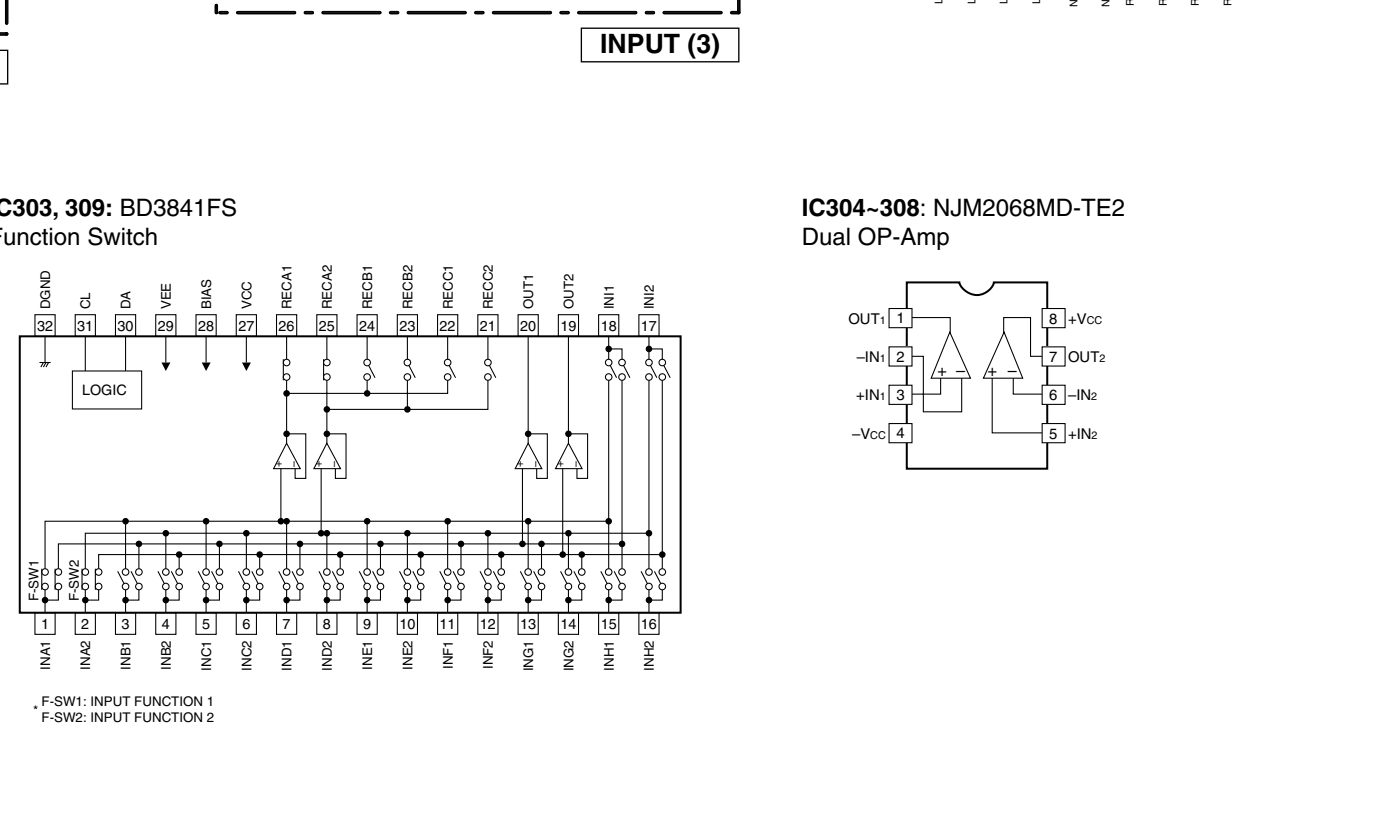 INPUT (3)
C303, 309: BD3841FS
Function Switch
DGND CL DA VEE BIAS VCC RECA1 RECA2 RECB1 RECB2 RECC1 RECC2 OUT1 OUT2 INI1 INI2
32 31 30 29 28 27 26 25 24 23 22 21 20 19 18 17
LOGIC
+ − + − + − + −
F-SW1 F-SW2
1 2 3 4 5 6 7 8 9 10 11 12 13 14 15 16
INA1 INA2 INB1 INB2 INC1 INC2 IND1 IND2 INE1 INE2 INF1 INF2 ING1 ING2 INH1 INH2
* F-SW1: INPUT FUNCTION 1
F-SW2: INPUT FUNCTION 2
IC304~308: NJM2068MD-TE2
Dual OP-Amp
OUT1 1 8 +VCC
–IN1 2 7 OUT2
+ − + −
+IN1 3 6 –IN2
–VCC 4 5 +IN2